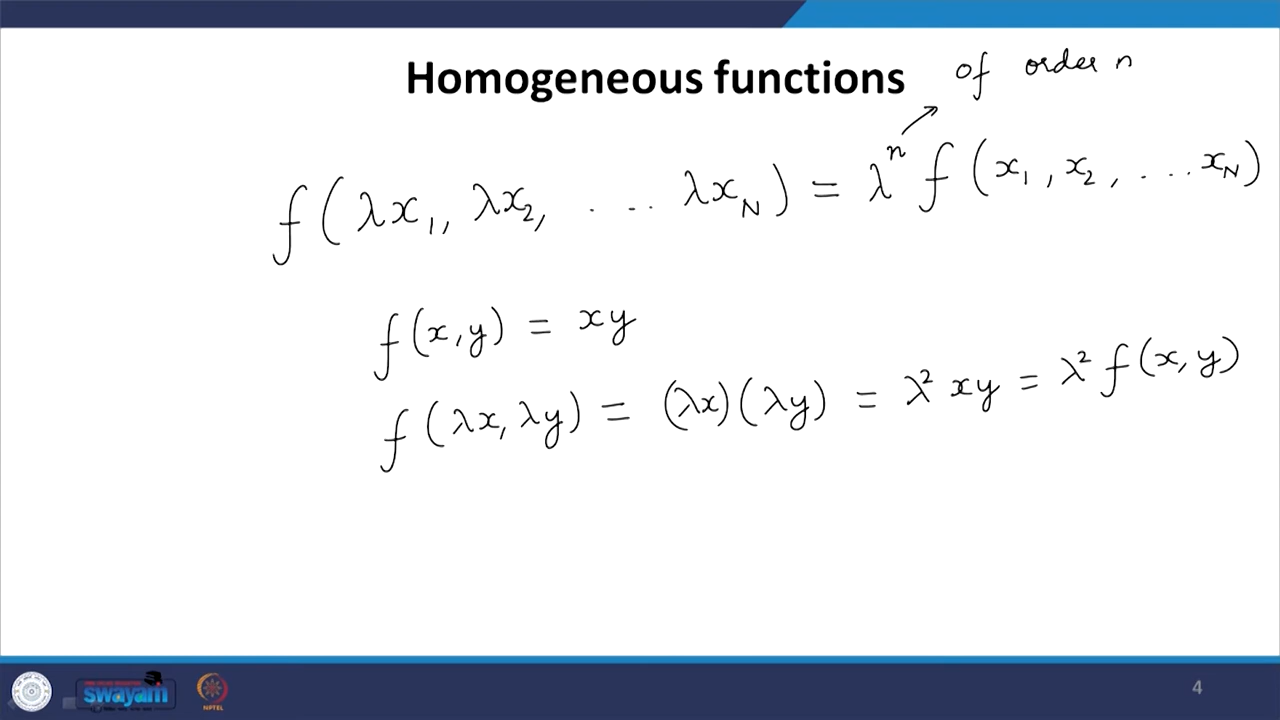 Homogeneous functions of order n
f(λx₁, λx₂, . ... λx_N) = λⁿ f(x₁, x₂, ... x_N)
f(x, y) = xy
f(λx, λy) = (λx)(λy) = λ² xy = λ² f(x, y)
swayam NPTEL 4